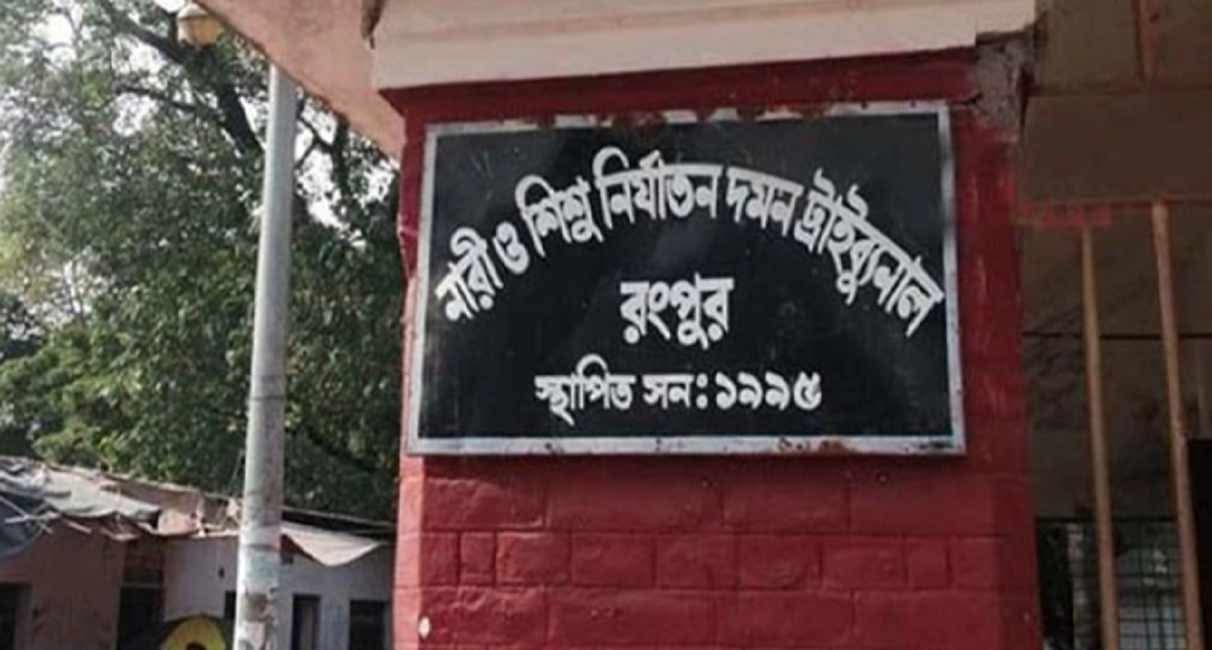 নারী ও শিশু নির্যাতন দমন ট্রাইব্যুনাল
রংপুর
স্থাপিত সন: ১৯৯৫